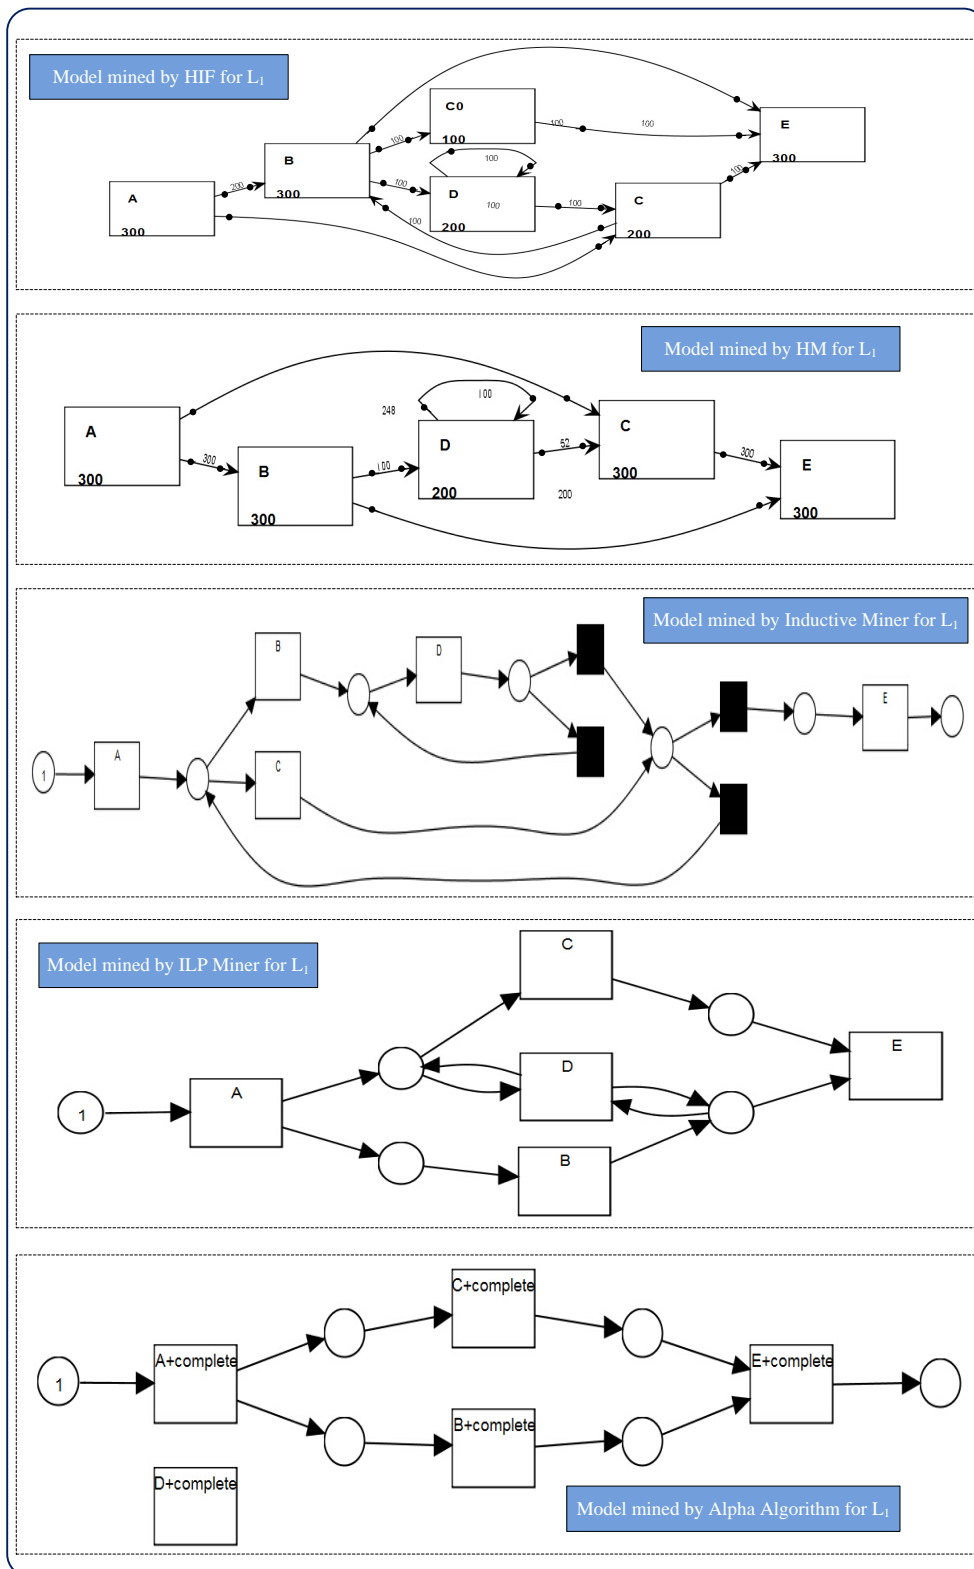 Model mined by HIF for L1
C0
100
100
100
100
E
300
B
300
100
100
D
100
200
100
C
200
100
100
A
300
200
Model mined by HM for L1
A
300
300
B
300
248
100
100
D
200
52
200
C
300
300
E
300
Model mined by Inductive Miner for L1
B
D
E
1
A
C
Model mined by ILP Miner for L1
C
E
D
A
1
B
C+complete
A+complete
E+complete
1
B+complete
D+complete
Model mined by Alpha Algorithm for L1